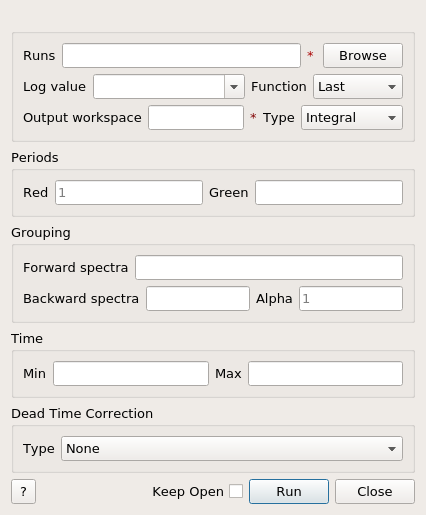 Runs * Browse
Log value Function Last
Output workspace * Type Integral
Periods
Red 1 Green
Grouping
Forward spectra
Backward spectra Alpha 1
Time
Min Max
Dead Time Correction
Type None
? Keep Open Run Close